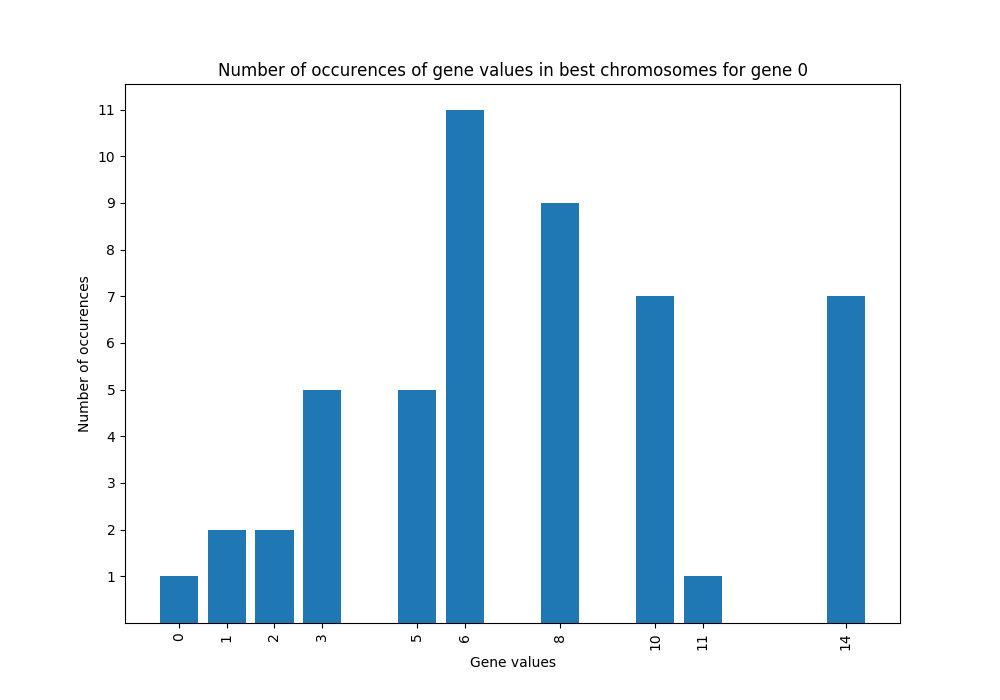 Number of occurences of gene values in best chromosomes for gene 0
11
10
9
8
7
6
5
4
3
2
1
Number of occurences
0 1 2 3 5 6 8 10 11 14
Gene values